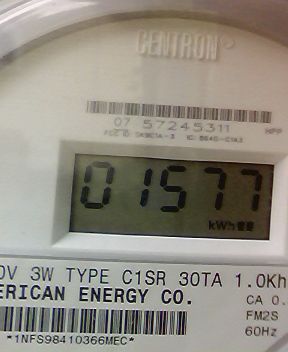 CENTRON®
07 57245311
HPP
01577
kWh
0V 3W TYPE C1SR 30TA 1.0Kh
ERICAN ENERGY CO.
CA 0.
FM2S
60Hz
*1NFS98410366MEC*